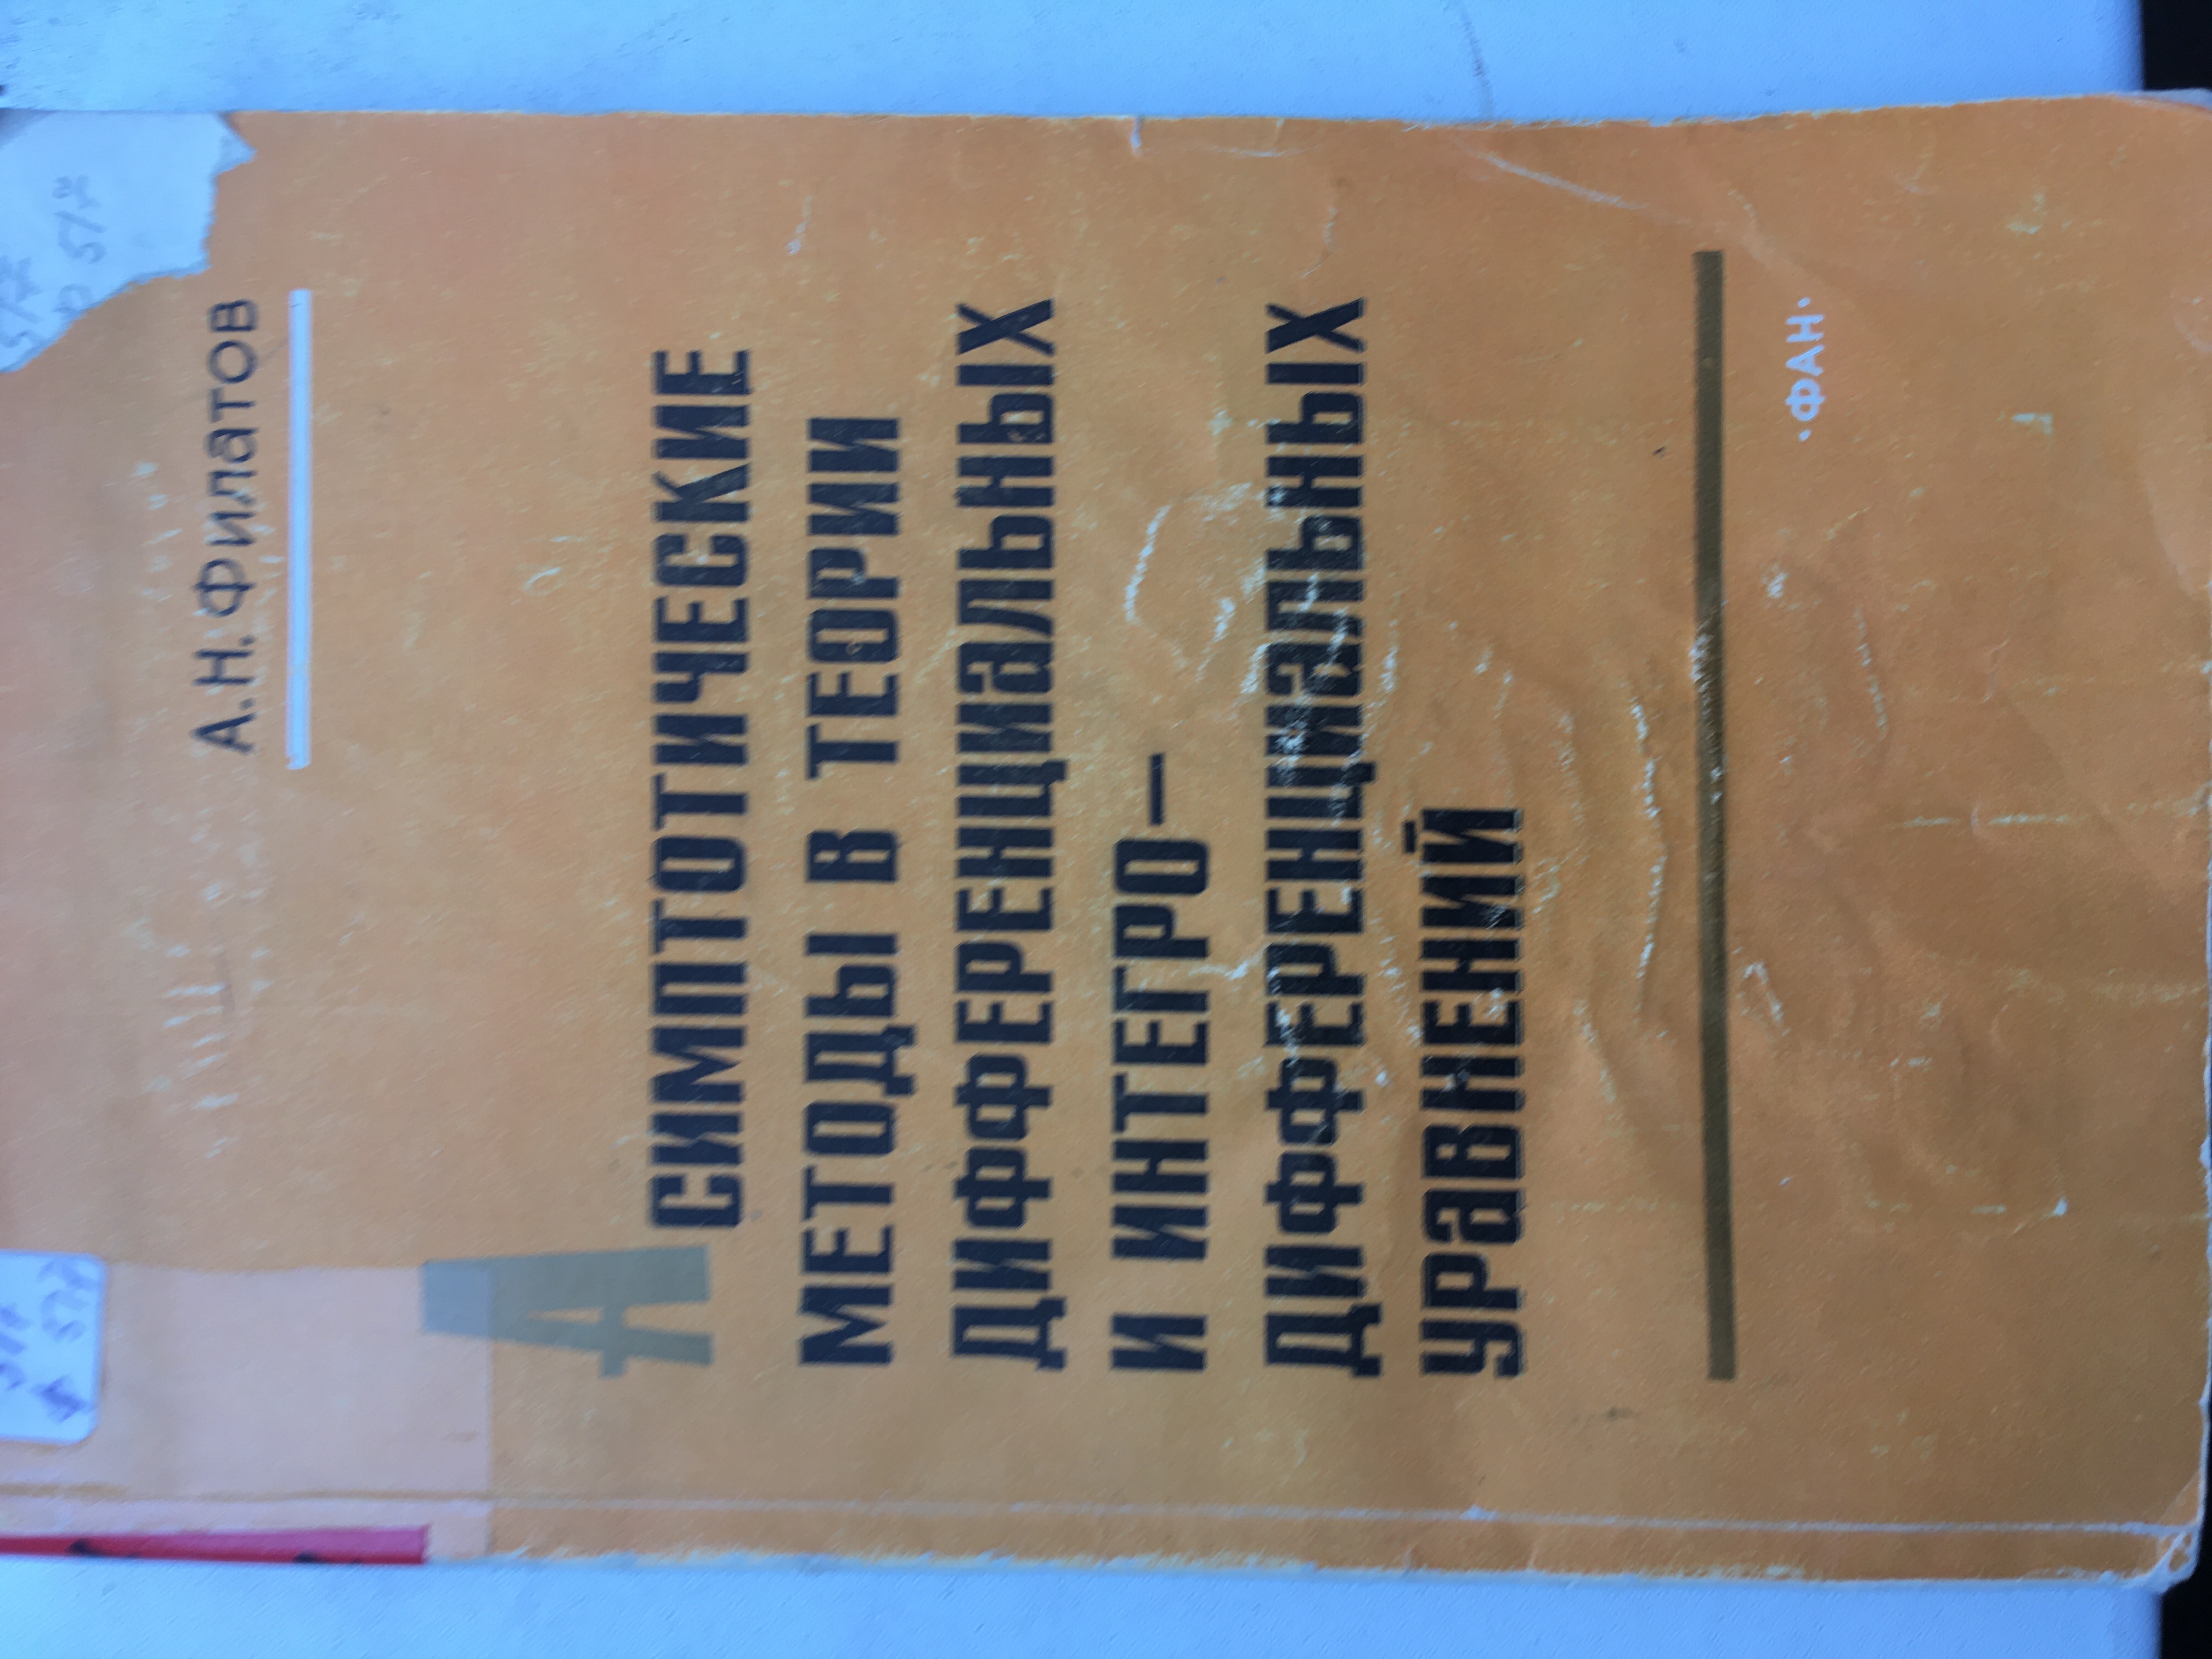 А.Н.Филатов
АСИМПТОТИЧЕСКИЕ
МЕТОДЫ В ТЕОРИИ
ДИФФЕРЕНЦИАЛЬНЫХ
И ИНТЕГРО—
ДИФФЕРЕНЦИАЛЬНЫХ
УРАВНЕНИЙ
·ФАН·